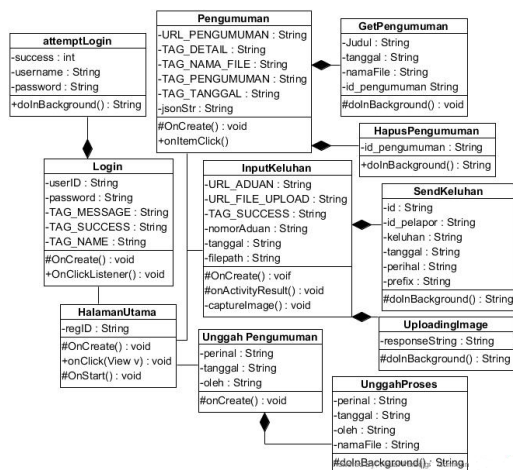 attemptLogin
-success : int
-username : String
-password : String
+doInBackground() : String
Pengumuman
-URL_PENGUMUMAN : String
-TAG_DETAIL : String
-TAG_NAMA_FILE : String
-TAG_PENGUMUMAN : String
-TAG_TANGGAL : String
-jsonStr : String
#OnCreate() : void
+onItemClick()
GetPengumuman
-Judul : String
-tanggal : String
-namaFile : String
-id_pengumuman String
#doInBackground() : void
HapusPengumuman
-id_pengumuman : String
+doInBackground() : String
Login
-userID : String
-password : String
-TAG_MESSAGE : String
-TAG_SUCCESS : String
-TAG_NAME : String
#OnCreate() : void
+OnClickListener() : void
InputKeluhan
-URL_ADUAN : String
-URL_FILE_UPLOAD : String
-TAG_SUCCESS : String
-nomorAduan : String
-tanggal : String
-filepath : String
#OnCreate() : voif
#onActivityResult() : void
-captureImage() : void
SendKeluhan
-id : String
-id_pelapor : String
-keluhan : String
-tanggal : String
-perihal : String
-prefix : String
#doInBackground() : String
HalamanUtama
-regID : String
#OnCreate() : void
+onClick(View v) : void
#OnStart() : void
Unggah Pengumuman
-perinal : String
-tanggal : String
-oleh : String
#onCreate() : void
UploadingImage
-responseString : String
#doInBackground() : String
UnggahProses
-perinal : String
-tanggal : String
-oleh : String
-namaFile : String
#doInBackground() : String